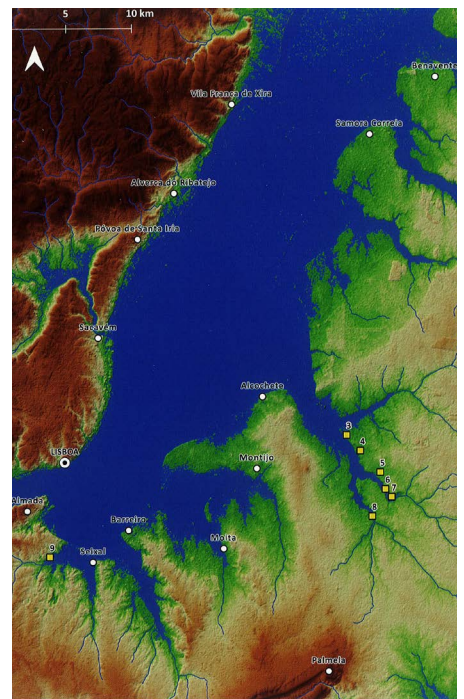 5 10 km
Benavente
Vila Franca de Xira
Samora Correia
Alverca do Ribatejo
Póvoa de Santa Iria
Sacavém
Alcochete
3
4
LISBOA
Montijo
5
6
7
Almada
8
Barreiro
Moita
9
Seixal
Palmela